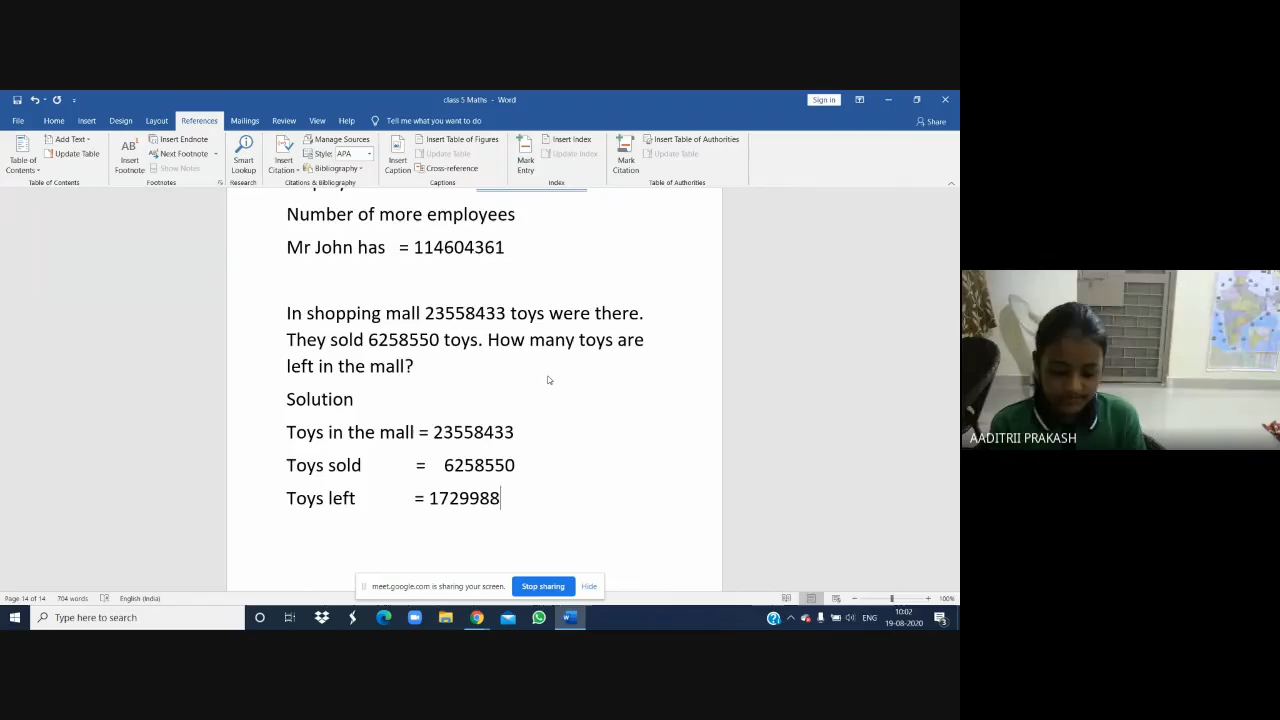 class 5 Maths - Word
Sign in
File Home Insert Design Layout References Mailings Review View Help Tell me what you want to do Share
Table of Contents
Add Text
Update Table
Table of Contents
AB1
Insert Footnote
Insert Endnote
Next Footnote
Show Notes
Footnotes
Smart Lookup
Research
Insert Citation
Manage Sources
Style: APA
Bibliography
Citations & Bibliography
Insert Caption
Insert Table of Figures
Update Table
Cross-reference
Captions
Mark Entry
Insert Index
Update Index
Index
Mark Citation
Insert Table of Authorities
Update Table
Table of Authorities
Number of more employees
Mr John has = 114604361
In shopping mall 23558433 toys were there.
They sold 6258550 toys. How many toys are
left in the mall?
Solution
Toys in the mall = 23558433
Toys sold = 6258550
Toys left = 1729988
AADITRII PRAKASH
meet.google.com is sharing your screen. Stop sharing Hide
Page 14 of 14 704 words English (India) 100%
Type here to search
ENG
10:02
19-08-2020
3